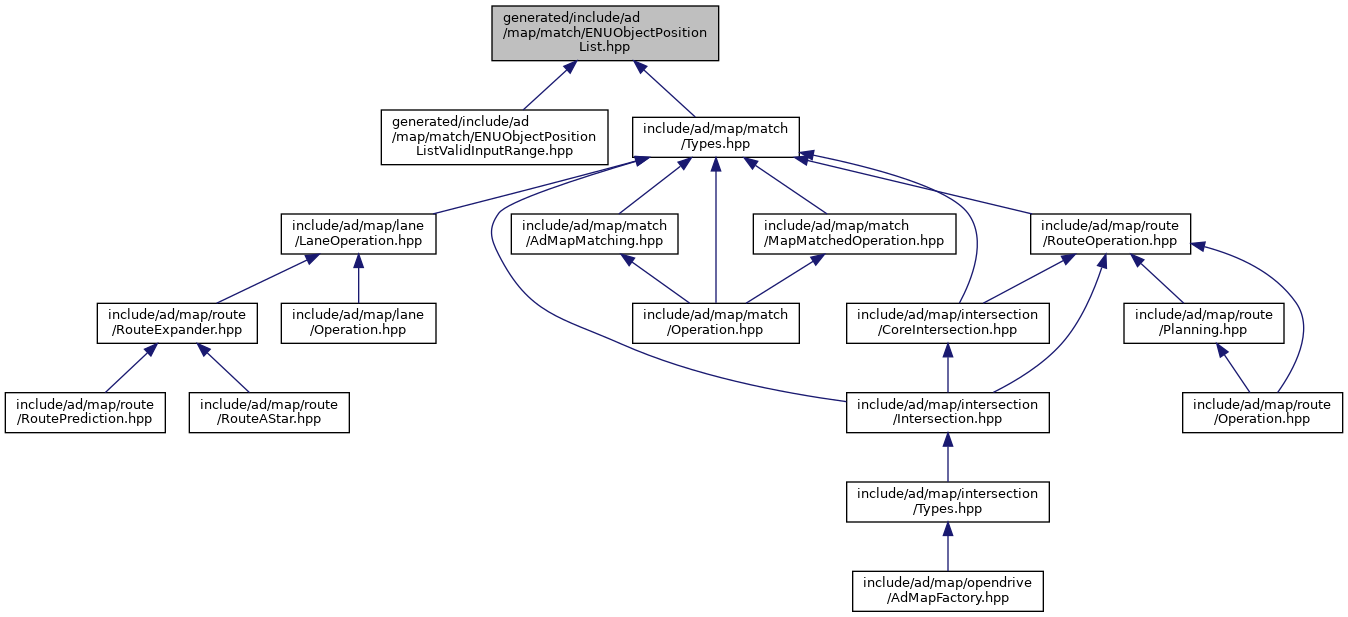 generated/include/ad
/map/match/ENUObjectPosition
List.hpp
generated/include/ad
/map/match/ENUObjectPosition
ListValidInputRange.hpp
include/ad/map/match
/Types.hpp
include/ad/map/lane
/LaneOperation.hpp
include/ad/map/match
/AdMapMatching.hpp
include/ad/map/match
/MapMatchedOperation.hpp
include/ad/map/route
/RouteOperation.hpp
include/ad/map/route
/RouteExpander.hpp
include/ad/map/lane
/Operation.hpp
include/ad/map/match
/Operation.hpp
include/ad/map/intersection
/CoreIntersection.hpp
include/ad/map/route
/Planning.hpp
include/ad/map/route
/RoutePrediction.hpp
include/ad/map/route
/RouteAStar.hpp
include/ad/map/intersection
/Intersection.hpp
include/ad/map/route
/Operation.hpp
include/ad/map/intersection
/Types.hpp
include/ad/map/opendrive
/AdMapFactory.hpp